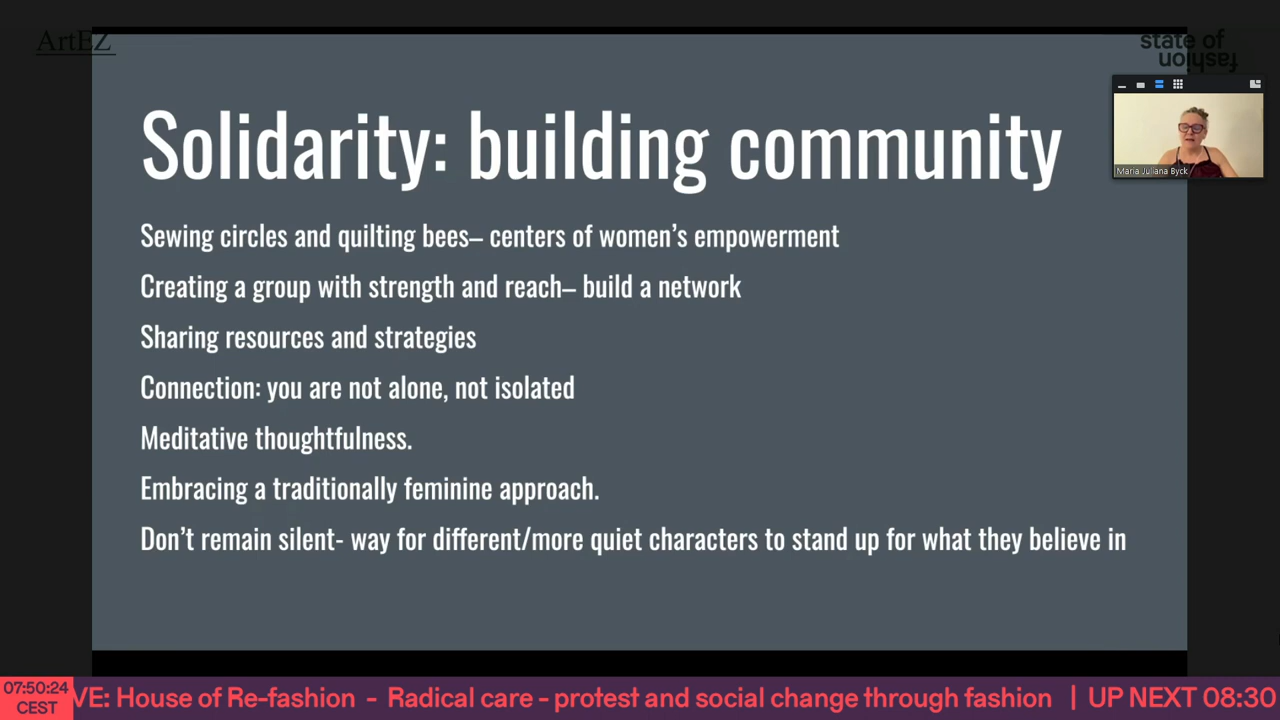 ArtEZ
state of
fashion
Solidarity: building community
Maria Juliana Byck
Sewing circles and quilting bees– centers of women’s empowerment
Creating a group with strength and reach– build a network
Sharing resources and strategies
Connection: you are not alone, not isolated
Meditative thoughtfulness.
Embracing a traditionally feminine approach.
Don’t remain silent- way for different/more quiet characters to stand up for what they believe in
07:50:24
CEST
VE: House of Re-fashion - Radical care - protest and social change through fashion | UP NEXT 08:30